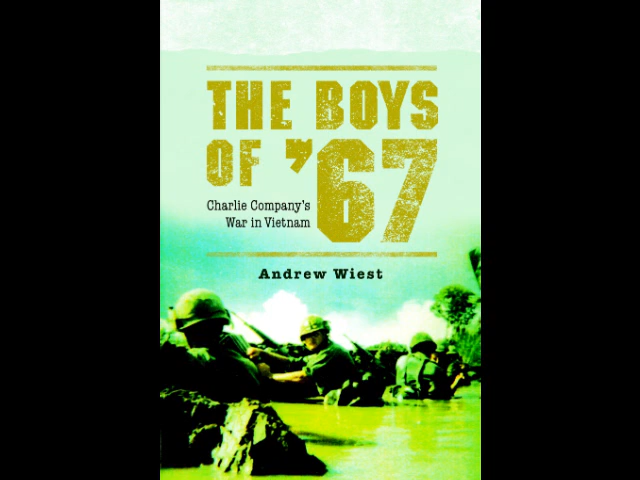 THE BOYS
OF '67
Charlie Company's
War in Vietnam
Andrew Wiest